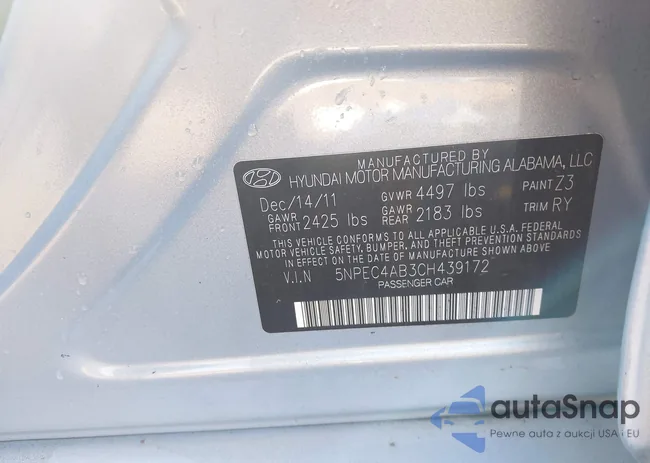 MANUFACTURED BY
HYUNDAI MOTOR MANUFACTURING ALABAMA, LLC
Dec/14/11 GVWR 4497 lbs PAINT Z3
GAWR FRONT 2425 lbs GAWR REAR 2183 lbs TRIM RY
THIS VEHICLE CONFORMS TO ALL APPLICABLE U.S.A. FEDERAL
MOTOR VEHICLE SAFETY, BUMPER, AND THEFT PREVENTION
STANDARDS IN EFFECT ON THE DATE OF MANUFACTURE SHOWN ABOVE
V.I.N 5NPEC4AB3CH439172
PASSENGER CAR
autaSnap
Pewne auta z aukcji USA i EU